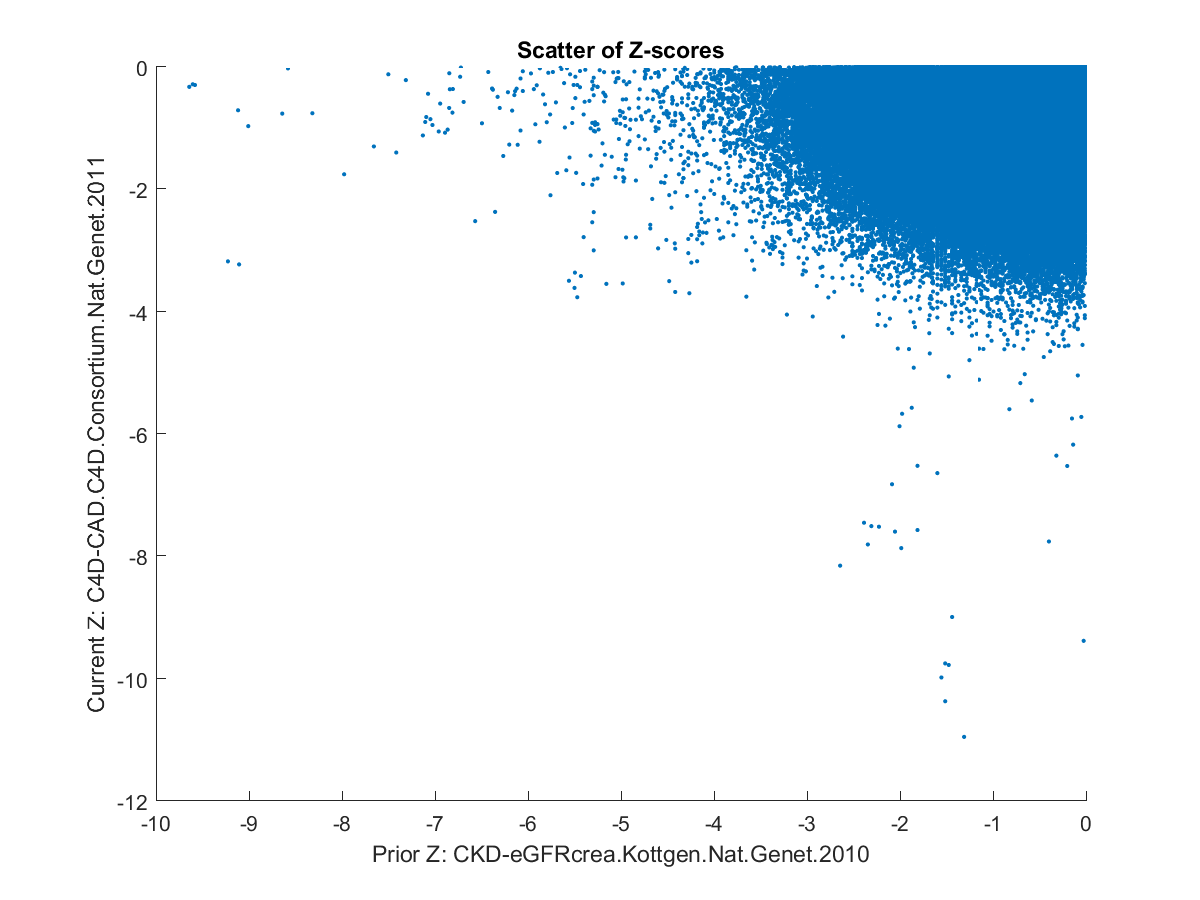 Scatter of Z-scores
0
-2
-4
-6
-8
-10
-12
Current Z: C4D-CAD.C4D.Consortium.Nat.Genet.2011
-10 -9 -8 -7 -6 -5 -4 -3 -2 -1 0
Prior Z: CKD-eGFRcrea.Kottgen.Nat.Genet.2010